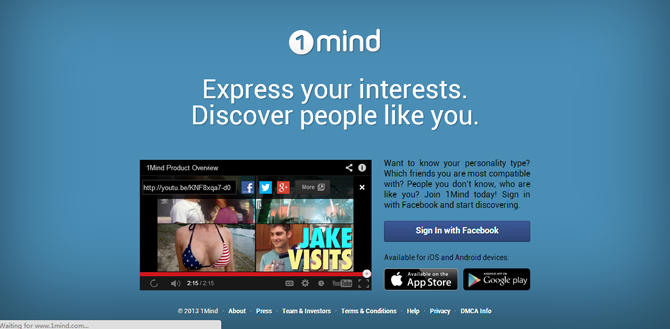 1mind
Express your interests.
Discover people like you.
1Mind Product Overview
http://youtu.be/KNF8xqa7-d0
More
JAKE
VISITS
2:15 / 2:15
YouTube
Want to know your personality type?
Which friends you are most compatible
with? People you don't know, who are
like you? Join 1Mind today! Sign in
with Facebook and start discovering.
Sign In with Facebook
Available for iOS and Android devices:
Available on the
App Store
ANDROID APP ON
Google play
© 2013 1Mind · About · Press · Team & Investors · Terms & Conditions · Help · Privacy · DMCA Info
Waiting for www.1mind.com...